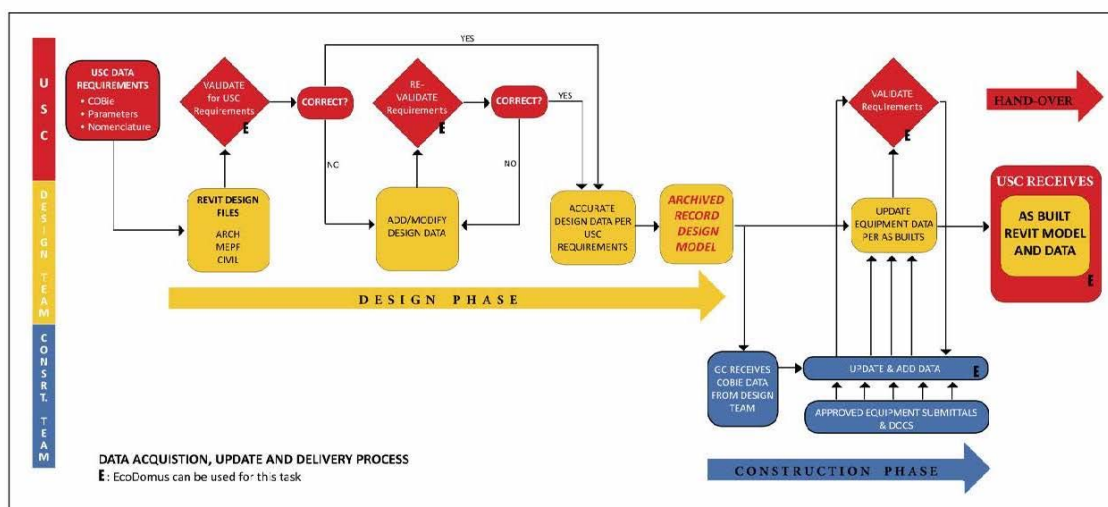 U S C
DESIGN TEAM
CONSRT. TEAM
USC DATA
REQUIREMENTS
• COBie
• Parameters
• Nomenclature
VALIDATE
for USC
Requirements
E
CORRECT?
YES
NO
RE-
VALIDATE
Requirements
E
CORRECT?
YES
NO
VALIDATE
Requirements
E
HAND-OVER
REVIT DESIGN
FILES
ARCH
MEPF
CIVIL
ADD/MODIFY
DESIGN DATA
ACCURATE
DESIGN DATA PER
USC
REQUIREMENTS
ARCHIVED
RECORD
DESIGN
MODEL
UPDATE
EQUIPMENT DATA
PER AS BUILTS
USC RECEIVES
AS BUILT
REVIT MODEL
AND DATA
E
DESIGN PHASE
GC RECEIVES
COBIE DATA
FROM DESIGN
TEAM
UPDATE & ADD DATA
E
APPROVED EQUIPMENT SUBMITTALS
& DOCS
CONSTRUCTION PHASE
DATA ACQUISTION, UPDATE AND DELIVERY PROCESS
E : EcoDomus can be used for this task